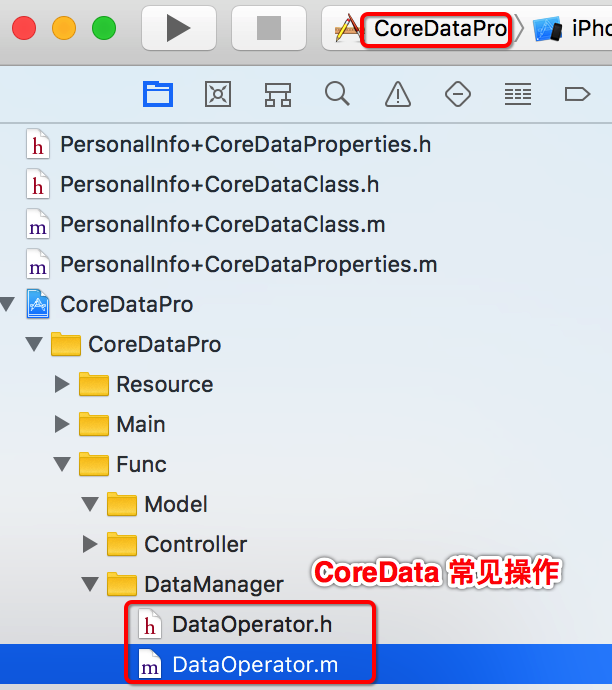 CoreDataPro iPho
PersonalInfo+CoreDataProperties.h
PersonalInfo+CoreDataClass.h
PersonalInfo+CoreDataClass.m
PersonalInfo+CoreDataProperties.m
CoreDataPro
CoreDataPro
Resource
Main
Func
Model
Controller
DataManager
CoreData 常见操作
DataOperator.h
DataOperator.m